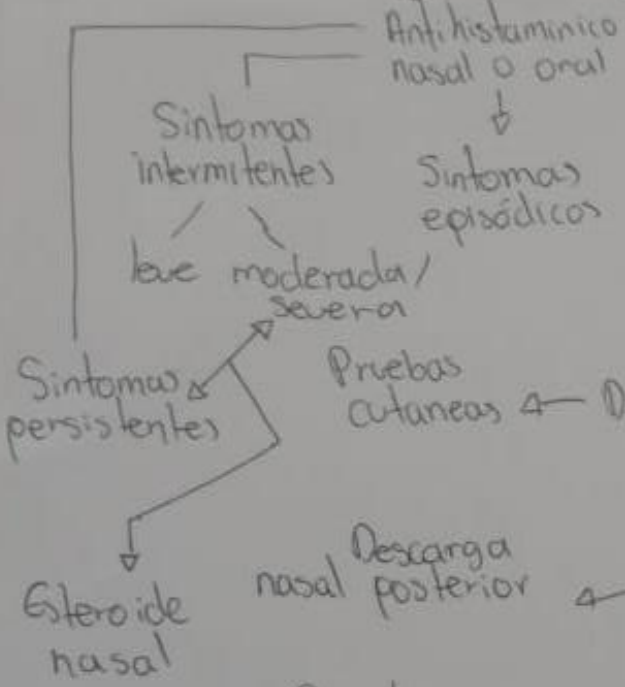 Antihistaminico
nasal o oral
Sintomas
intermitentes
Sintomas
episódicos
leve moderada/
severa
Sintomas
persistentes
Pruebas
cutaneas
D
Descarga
nasal posterior
Esteroide
nasal